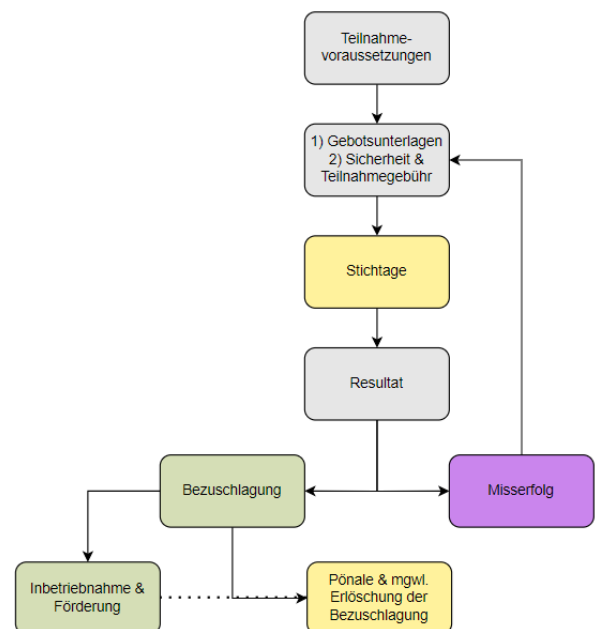 Teilnahme-
voraussetzungen
1) Gebotsunterlagen
2) Sicherheit &
Teilnahmegebühr
Stichtage
Resultat
Bezuschlagung
Misserfolg
Inbetriebnahme &
Förderung
Pönale & mgwl.
Erlöschung der
Bezuschlagung